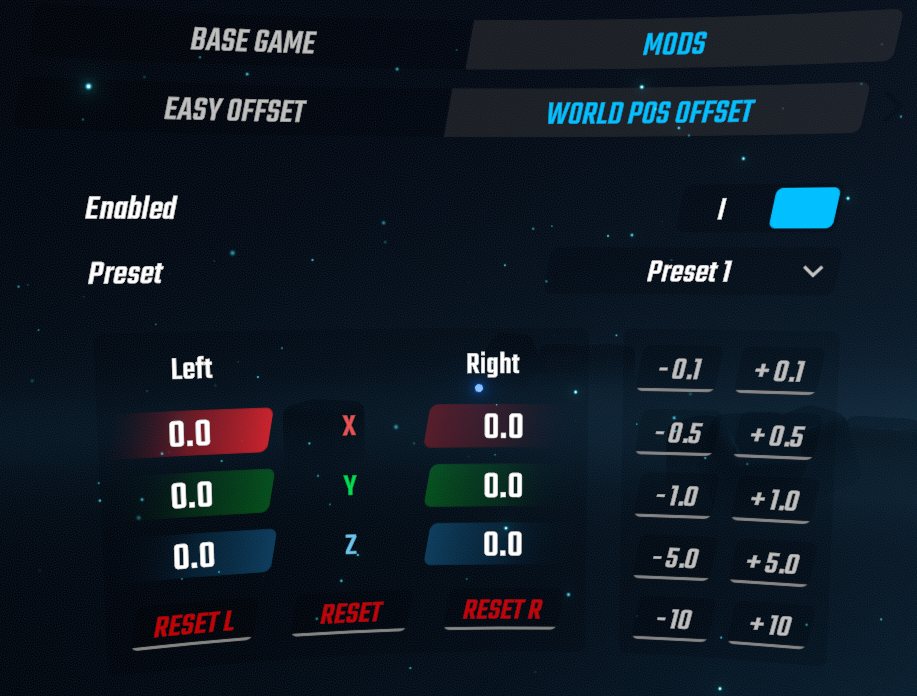 BASE GAME MODS
EASY OFFSET WORLD POS OFFSET
Enabled I
Preset Preset 1
Left Right
0.0 X 0.0
0.0 Y 0.0
0.0 Z 0.0
RESET L RESET RESET R
-0.1 +0.1
-0.5 +0.5
-1.0 +1.0
-5.0 +5.0
-10 +10